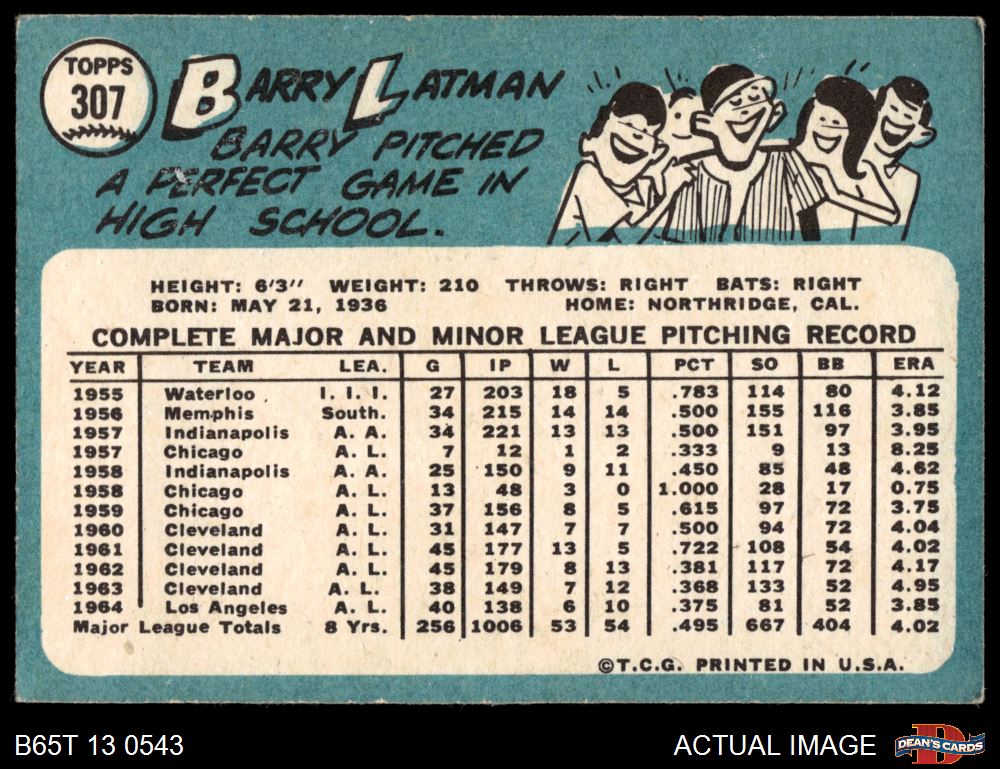 TOPPS
307
BARRY LATMAN
BARRY PITCHED
A PERFECT GAME IN
HIGH SCHOOL.
HEIGHT: 6'3" WEIGHT: 210 THROWS: RIGHT BATS: RIGHT
BORN: MAY 21, 1936 HOME: NORTHRIDGE, CAL.
COMPLETE MAJOR AND MINOR LEAGUE PITCHING RECORD
YEAR TEAM LEA. G IP W L PCT SO BB ERA
1955 Waterloo I. I. I. 27 203 18 5 .783 114 80 4.12
1956 Memphis South. 34 215 14 14 .500 155 116 3.85
1957 Indianapolis A. A. 34 221 13 13 .500 151 97 3.95
1957 Chicago A. L. 7 12 1 2 .333 9 13 8.25
1958 Indianapolis A. A. 25 150 9 11 .450 85 48 4.62
1958 Chicago A. L. 13 48 3 0 1.000 28 17 0.75
1959 Chicago A. L. 37 156 8 5 .615 97 72 3.75
1960 Cleveland A. L. 31 147 7 7 .500 94 72 4.04
1961 Cleveland A. L. 45 177 13 5 .722 108 54 4.02
1962 Cleveland A. L. 45 179 8 13 .381 117 72 4.17
1963 Cleveland A. L. 38 149 7 12 .368 133 52 4.95
1964 Los Angeles A. L. 40 138 6 10 .375 81 52 3.85
Major League Totals 8 Yrs. 256 1006 53 54 .495 667 404 4.02
©T.C.G. PRINTED IN U.S.A.
B65T 13 0543 ACTUAL IMAGE D DEAN'S CARDS